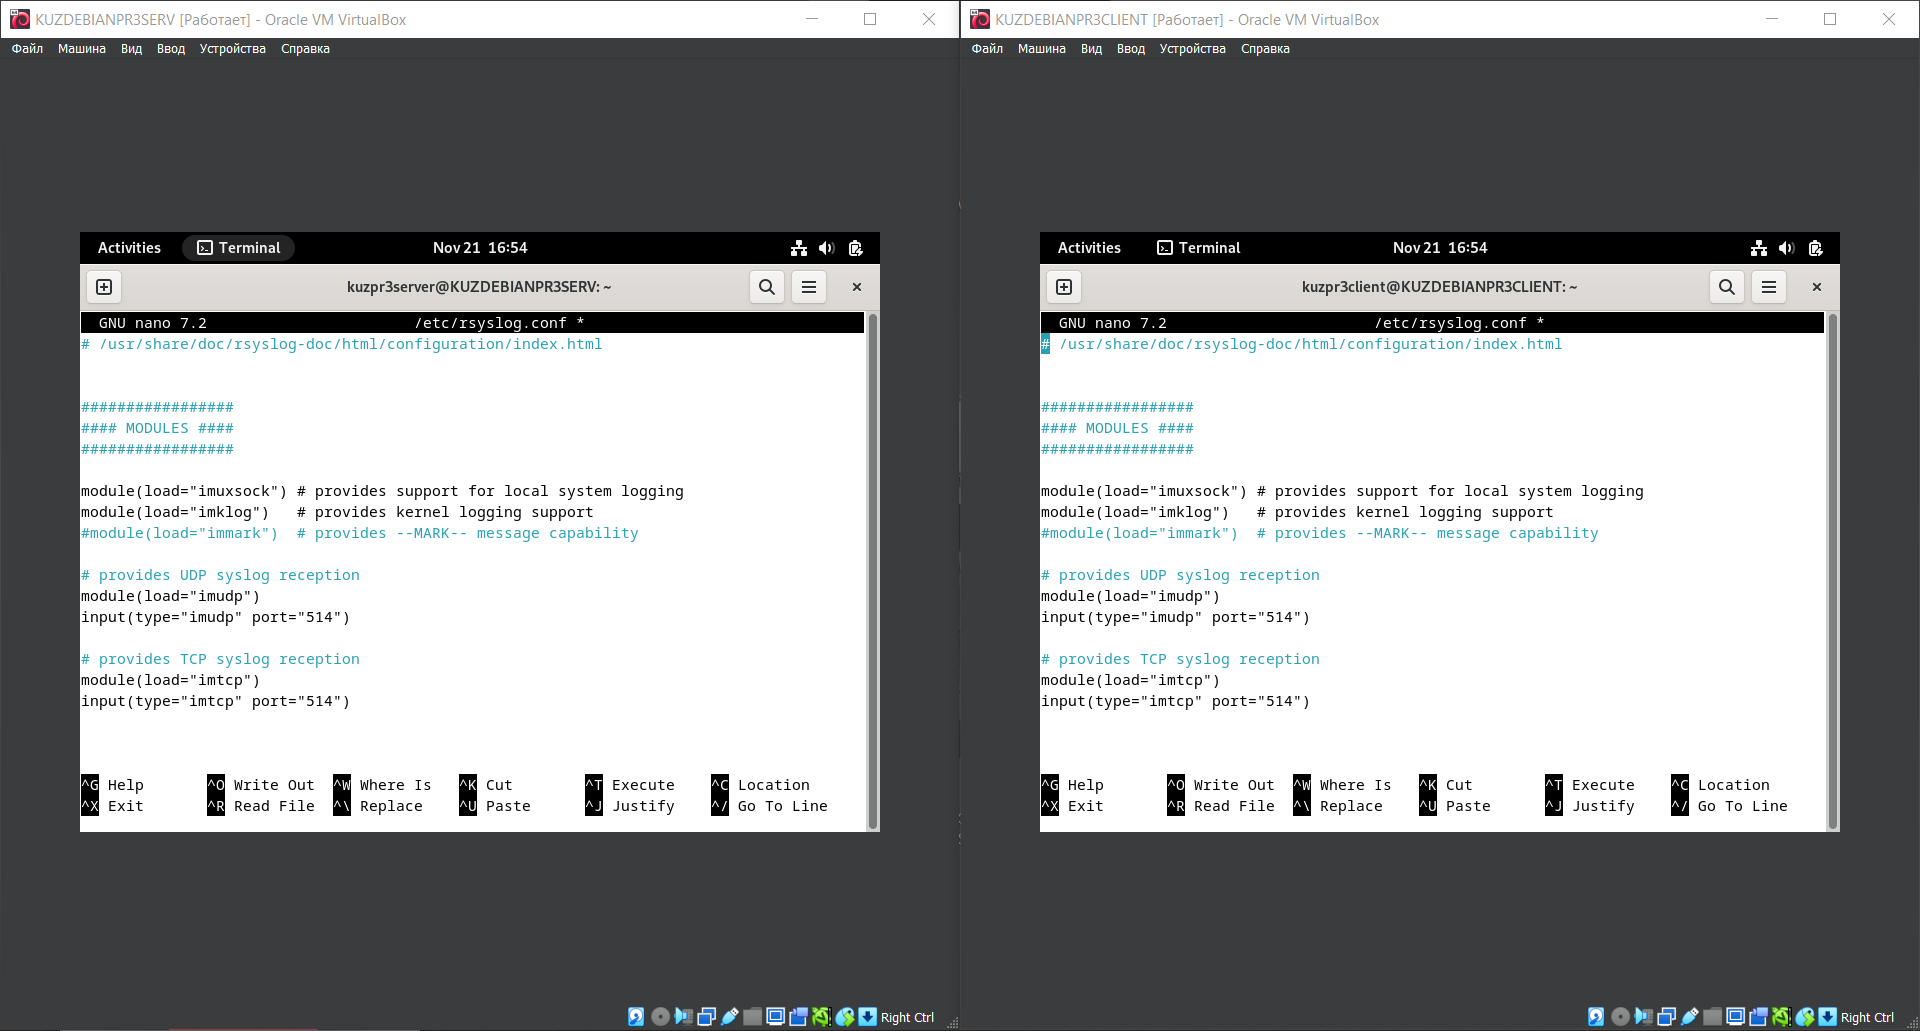 KUZDEBIANPR3SERV [Работает] - Oracle VM VirtualBox
Файл Машина Вид Ввод Устройства Справка
Activities Terminal Nov 21 16:54
kuzpr3server@KUZDEBIANPR3SERV: ~
GNU nano 7.2 /etc/rsyslog.conf *
# /usr/share/doc/rsyslog-doc/html/configuration/index.html
#################
#### MODULES ####
#################
module(load="imuxsock") # provides support for local system logging
module(load="imklog")   # provides kernel logging support
#module(load="immark")  # provides --MARK-- message capability
# provides UDP syslog reception
module(load="imudp")
input(type="imudp" port="514")
# provides TCP syslog reception
module(load="imtcp")
input(type="imtcp" port="514")
^G Help ^O Write Out ^W Where Is ^K Cut ^T Execute ^C Location
^X Exit ^R Read File ^\ Replace ^U Paste ^J Justify ^/ Go To Line
Right Ctrl
KUZDEBIANPR3CLIENT [Работает] - Oracle VM VirtualBox
Файл Машина Вид Ввод Устройства Справка
Activities Terminal Nov 21 16:54
kuzpr3client@KUZDEBIANPR3CLIENT: ~
GNU nano 7.2 /etc/rsyslog.conf *
# /usr/share/doc/rsyslog-doc/html/configuration/index.html
#################
#### MODULES ####
#################
module(load="imuxsock") # provides support for local system logging
module(load="imklog")   # provides kernel logging support
#module(load="immark")  # provides --MARK-- message capability
# provides UDP syslog reception
module(load="imudp")
input(type="imudp" port="514")
# provides TCP syslog reception
module(load="imtcp")
input(type="imtcp" port="514")
^G Help ^O Write Out ^W Where Is ^K Cut ^T Execute ^C Location
^X Exit ^R Read File ^\ Replace ^U Paste ^J Justify ^/ Go To Line
Right Ctrl